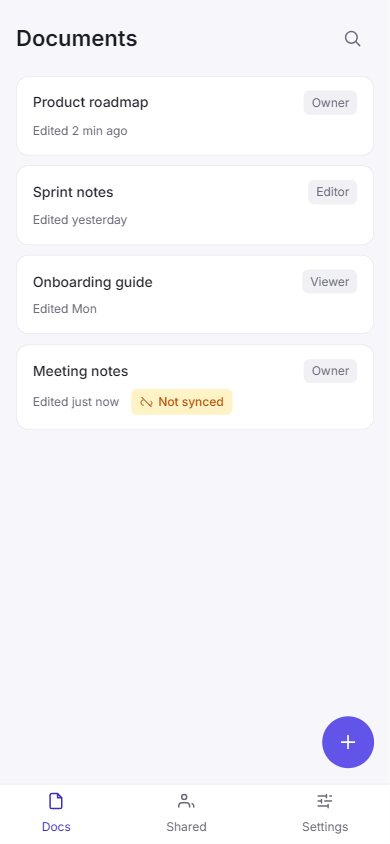 Documents
Product roadmap
Owner
Edited 2 min ago
Sprint notes
Editor
Edited yesterday
Onboarding guide
Viewer
Edited Mon
Meeting notes
Owner
Edited just now
Not synced
Docs
Shared
Settings